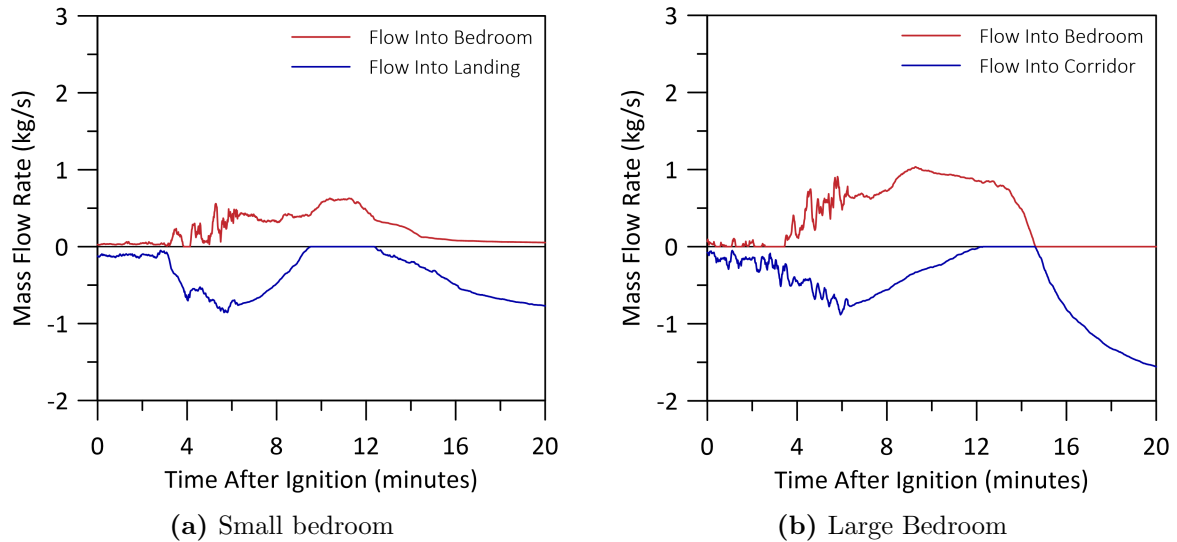 3
2
1
0
-1
-2
Mass Flow Rate (kg/s)
Flow Into Bedroom
Flow Into Landing
0 4 8 12 16 20
Time After Ignition (minutes)
(a) Small bedroom
3
2
1
0
-1
-2
Mass Flow Rate (kg/s)
Flow Into Bedroom
Flow Into Corridor
0 4 8 12 16 20
Time After Ignition (minutes)
(b) Large Bedroom